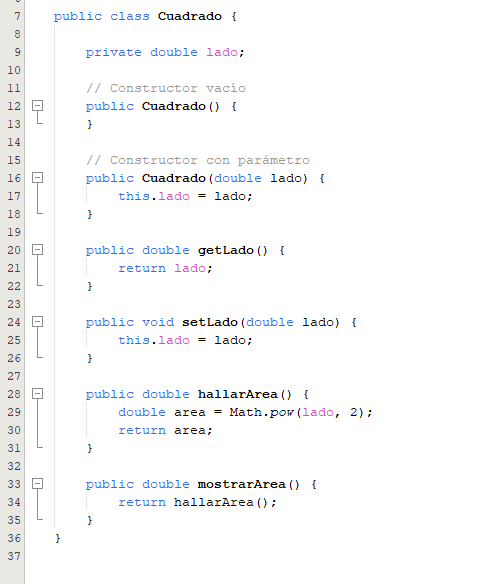 7 public class Cuadrado {
8
9 private double lado;
10
11 // Constructor vacío
12 public Cuadrado() {
13 }
14
15 // Constructor con parámetro
16 public Cuadrado(double lado) {
17 this.lado = lado;
18 }
19
20 public double getLado() {
21 return lado;
22 }
23
24 public void setLado(double lado) {
25 this.lado = lado;
26 }
27
28 public double hallarArea() {
29 double area = Math.pow(lado, 2);
30 return area;
31 }
32
33 public double mostrarArea() {
34 return hallarArea();
35 }
36 }
37